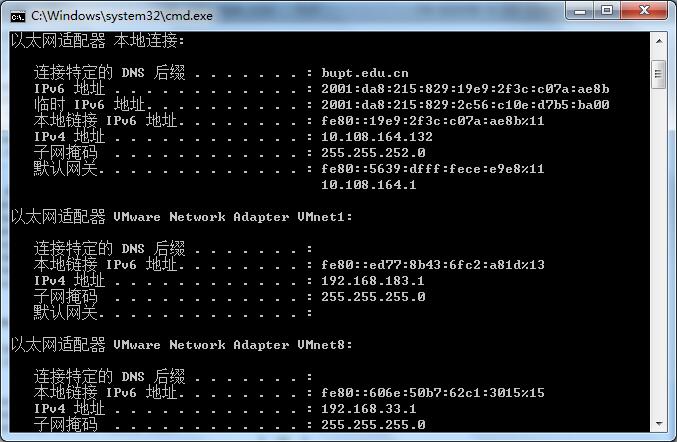 C:\Windows\system32\cmd.exe
以太网适配器 本地连接:
连接特定的 DNS 后缀 . . . . . . . : bupt.edu.cn
IPv6 地址 . . . . . . . . . . . . : 2001:da8:215:829:19e9:2f3c:c07a:ae8b
临时 IPv6 地址. . . . . . . . . . : 2001:da8:215:829:2c56:c10e:d7b5:ba00
本地链接 IPv6 地址. . . . . . . . : fe80::19e9:2f3c:c07a:ae8b%11
IPv4 地址 . . . . . . . . . . . . : 10.108.164.132
子网掩码 . . . . . . . . . . . . : 255.255.252.0
默认网关. . . . . . . . . . . . . : fe80::5639:dfff:fece:e9e8%11
10.108.164.1
以太网适配器 VMware Network Adapter VMnet1:
连接特定的 DNS 后缀 . . . . . . . :
本地链接 IPv6 地址. . . . . . . . : fe80::ed77:8b43:6fc2:a81d%13
IPv4 地址 . . . . . . . . . . . . : 192.168.183.1
子网掩码 . . . . . . . . . . . . : 255.255.255.0
默认网关. . . . . . . . . . . . . :
以太网适配器 VMware Network Adapter VMnet8:
连接特定的 DNS 后缀 . . . . . . . :
本地链接 IPv6 地址. . . . . . . . : fe80::606e:50b7:62c1:3015%15
IPv4 地址 . . . . . . . . . . . . : 192.168.33.1
子网掩码 . . . . . . . . . . . . : 255.255.255.0